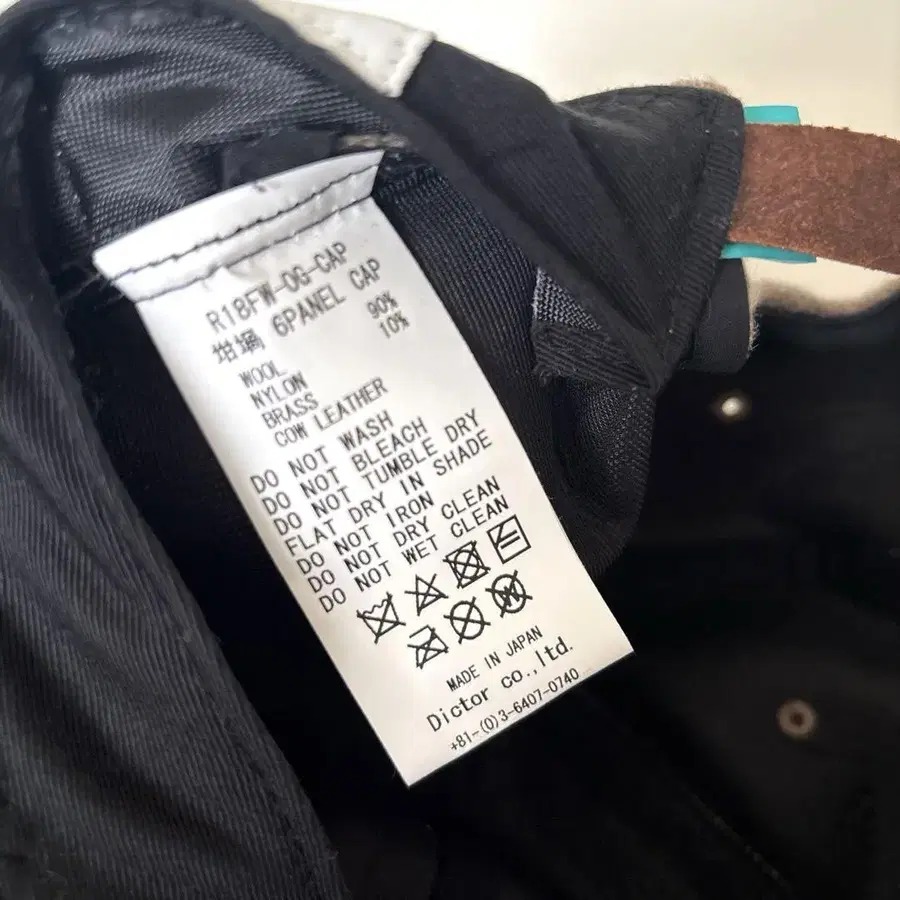 R18FW-OG-CAP
坩堝 6PANEL CAP
WOOL 90%
NYLON 10%
BRASS
COW LEATHER
DO NOT WASH
DO NOT BLEACH
DO NOT TUMBLE DRY
FLAT DRY IN SHADE
DO NOT IRON
DO NOT DRY CLEAN
DO NOT WET CLEAN
MADE IN JAPAN
Dictor co.,ltd.
+81-(0)3-6407-0740